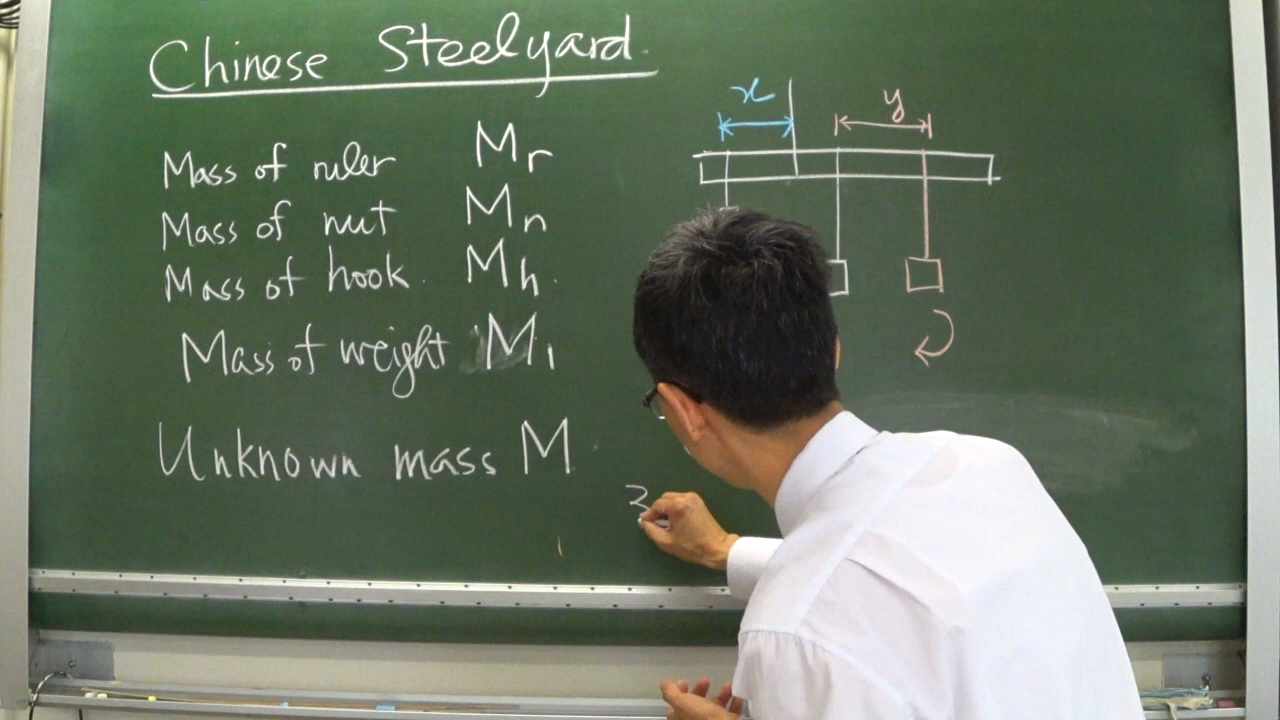 Chinese Steelyard.
x y
Mass of ruler Mr
Mass of nut Mn
Mass of hook. Mh.
Mass of weight M1
Unknown mass M